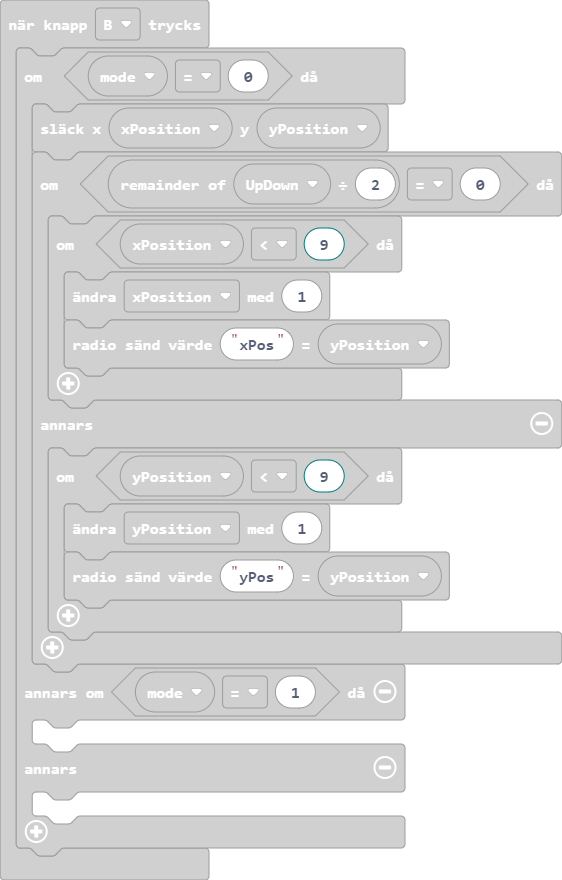 när knapp B trycks
om mode = 0 då
släck x xPosition y yPosition
om remainder of UpDown ÷ 2 = 0 då
om xPosition < 9 då
ändra xPosition med 1
radio sänd värde "xPos" = yPosition
annars
om yPosition < 9 då
ändra yPosition med 1
radio sänd värde "yPos" = yPosition
annars om mode = 1 då
annars